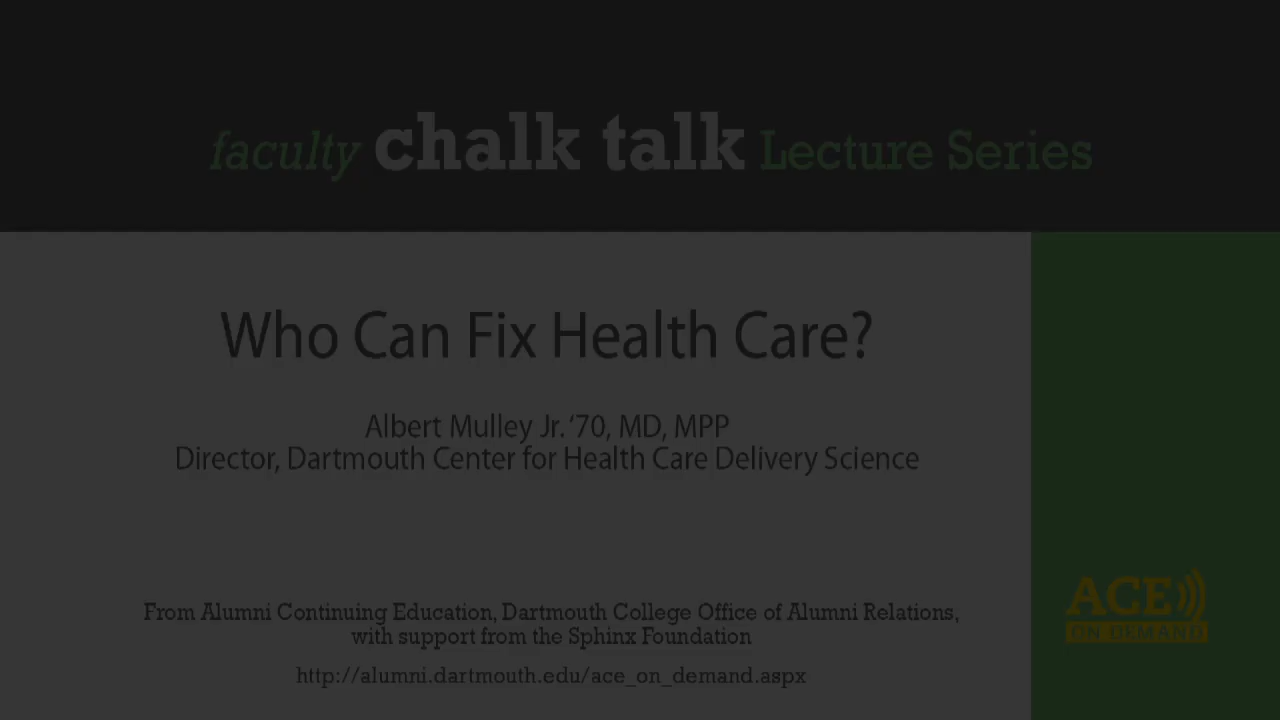 faculty chalk talk Lecture Series
Who Can Fix Health Care?
Albert Mulley Jr. ‘70, MD, MPP
Director, Dartmouth Center for Health Care Delivery Science
From Alumni Continuing Education, Dartmouth College Office of Alumni Relations,
with support from the Sphinx Foundation
http://alumni.dartmouth.edu/ace_on_demand.aspx
ACE
ON DEMAND